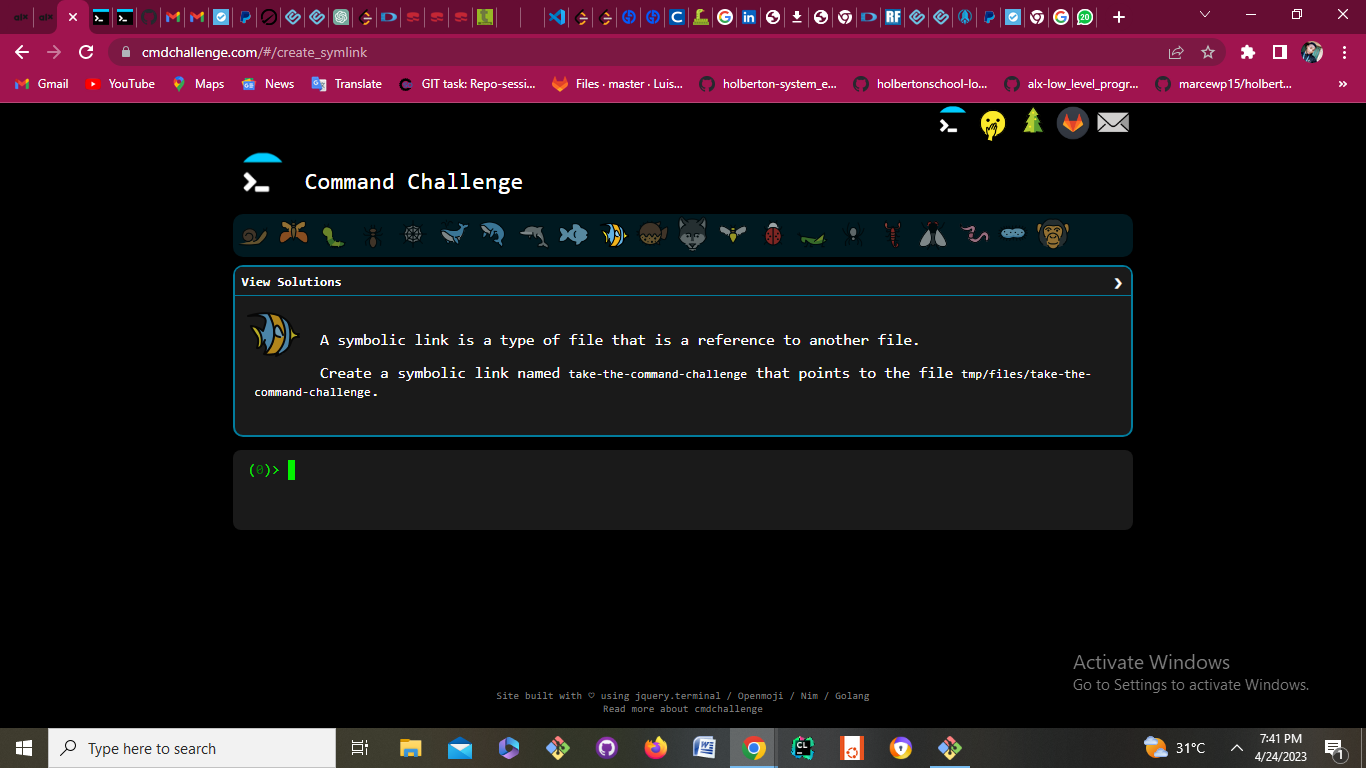 cmdchallenge.com/#/create_symlink
Gmail YouTube Maps News Translate GIT task: Repo-sessi... Files · master · Luis... holberton-system_e... holbertonschool-lo... alx-low_level_progr... marcewp15/holbert... »
Command Challenge
View Solutions
A symbolic link is a type of file that is a reference to another file.
Create a symbolic link named take-the-command-challenge that points to the file tmp/files/take-the-
command-challenge.
(0)>
Activate Windows
Go to Settings to activate Windows.
Site built with ♡ using jquery.terminal / Openmoji / Nim / Golang
Read more about cmdchallenge
Type here to search
31°C
7:41 PM
4/24/2023
1